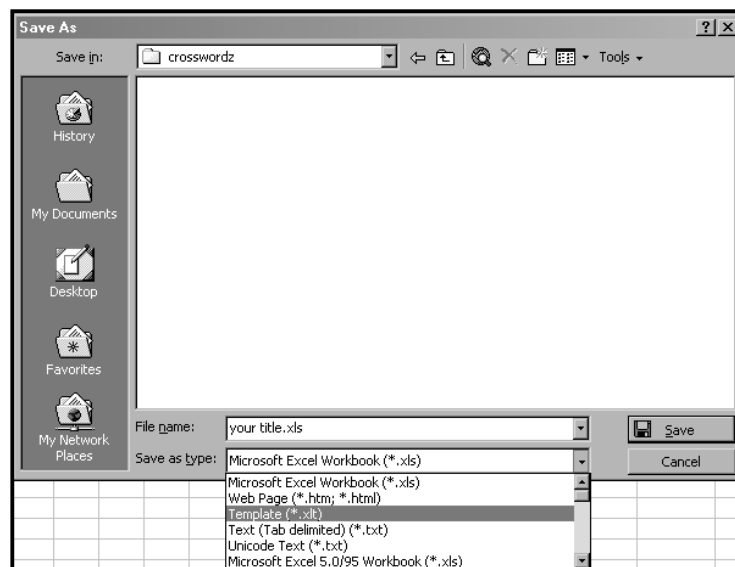 Save As
Save in: crosswordz Tools
History
My Documents
Desktop
Favorites
My Network
Places
File name: your title.xls Save
Save as type: Microsoft Excel Workbook (*.xls) Cancel
Microsoft Excel Workbook (*.xls)
Web Page (*.htm; *.html)
Template (*.xlt)
Text (Tab delimited) (*.txt)
Unicode Text (*.txt)
Microsoft Excel 5.0/95 Workbook (*.xls)